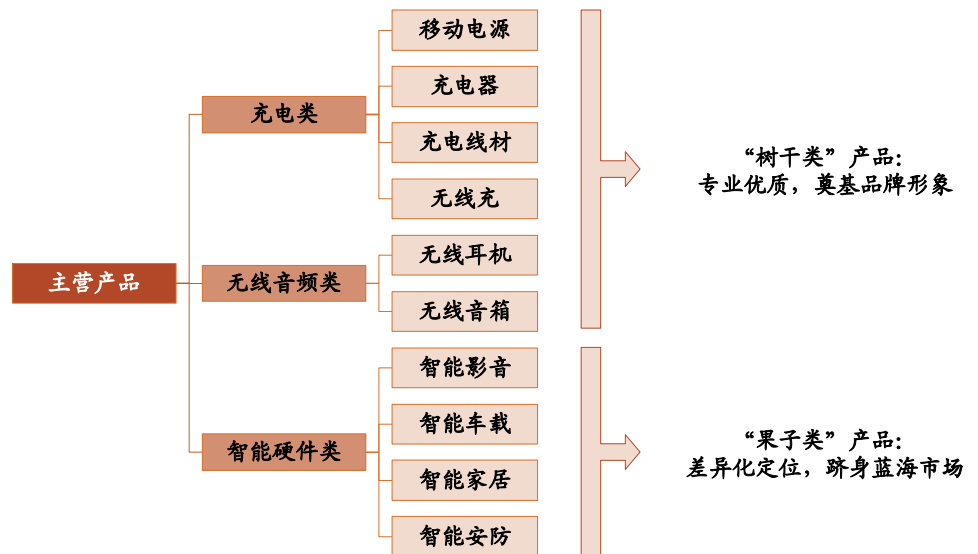 主营产品
充电类
移动电源
充电器
充电线材
无线充
无线音频类
无线耳机
无线音箱
智能硬件类
智能影音
智能车载
智能家居
智能安防
“树干类”产品：
专业优质，奠基品牌形象
“果子类”产品：
差异化定位，跻身蓝海市场